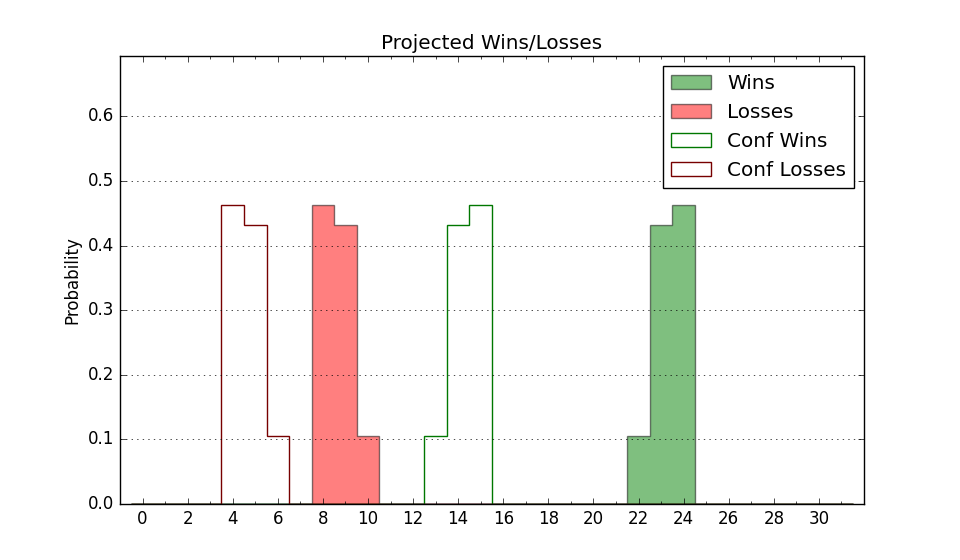 Projected Wins/Losses
Wins
Losses
Conf Wins
Conf Losses
Probability
0.6
0.5
0.4
0.3
0.2
0.1
0.0
0 2 4 6 8 10 12 14 16 18 20 22 24 26 28 30